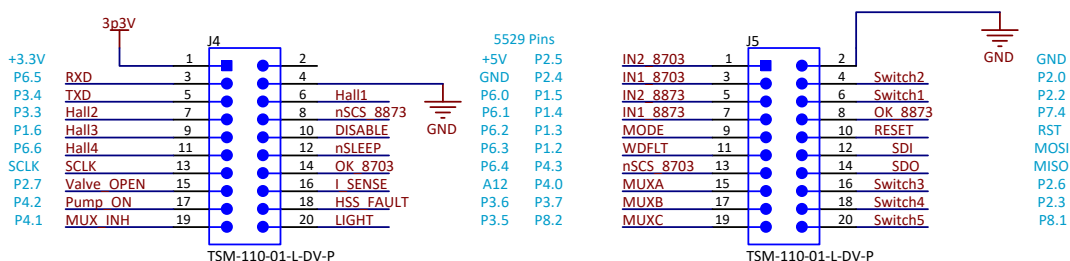 3p3V
J4 5529 Pins J5 GND
+3.3V 1 2 +5V P2.5 IN2_8703 1 2 GND
P6.5 RXD 3 4 GND P2.4 IN1_8703 3 4 Switch2 P2.0
P3.4 TXD 5 6 Hall1 P6.0 P1.5 IN2_8873 5 6 Switch1 P2.2
P3.3 Hall2 7 8 nSCS_8873 GND P6.1 P1.4 IN1_8873 7 8 OK_8873 P7.4
P1.6 Hall3 9 10 DISABLE P6.2 P1.3 MODE 9 10 RESET RST
P6.6 Hall4 11 12 nSLEEP P6.3 P1.2 WDFLT 11 12 SDI MOSI
SCLK SCLK 13 14 OK_8703 P6.4 P4.3 nSCS_8703 13 14 SDO MISO
P2.7 Valve_OPEN 15 16 I_SENSE A12 P4.0 MUXA 15 16 Switch3 P2.6
P4.2 Pump_ON 17 18 HSS_FAULT P3.6 P3.7 MUXB 17 18 Switch4 P2.3
P4.1 MUX_INH 19 20 LIGHT P3.5 P8.2 MUXC 19 20 Switch5 P8.1
TSM-110-01-L-DV-P TSM-110-01-L-DV-P